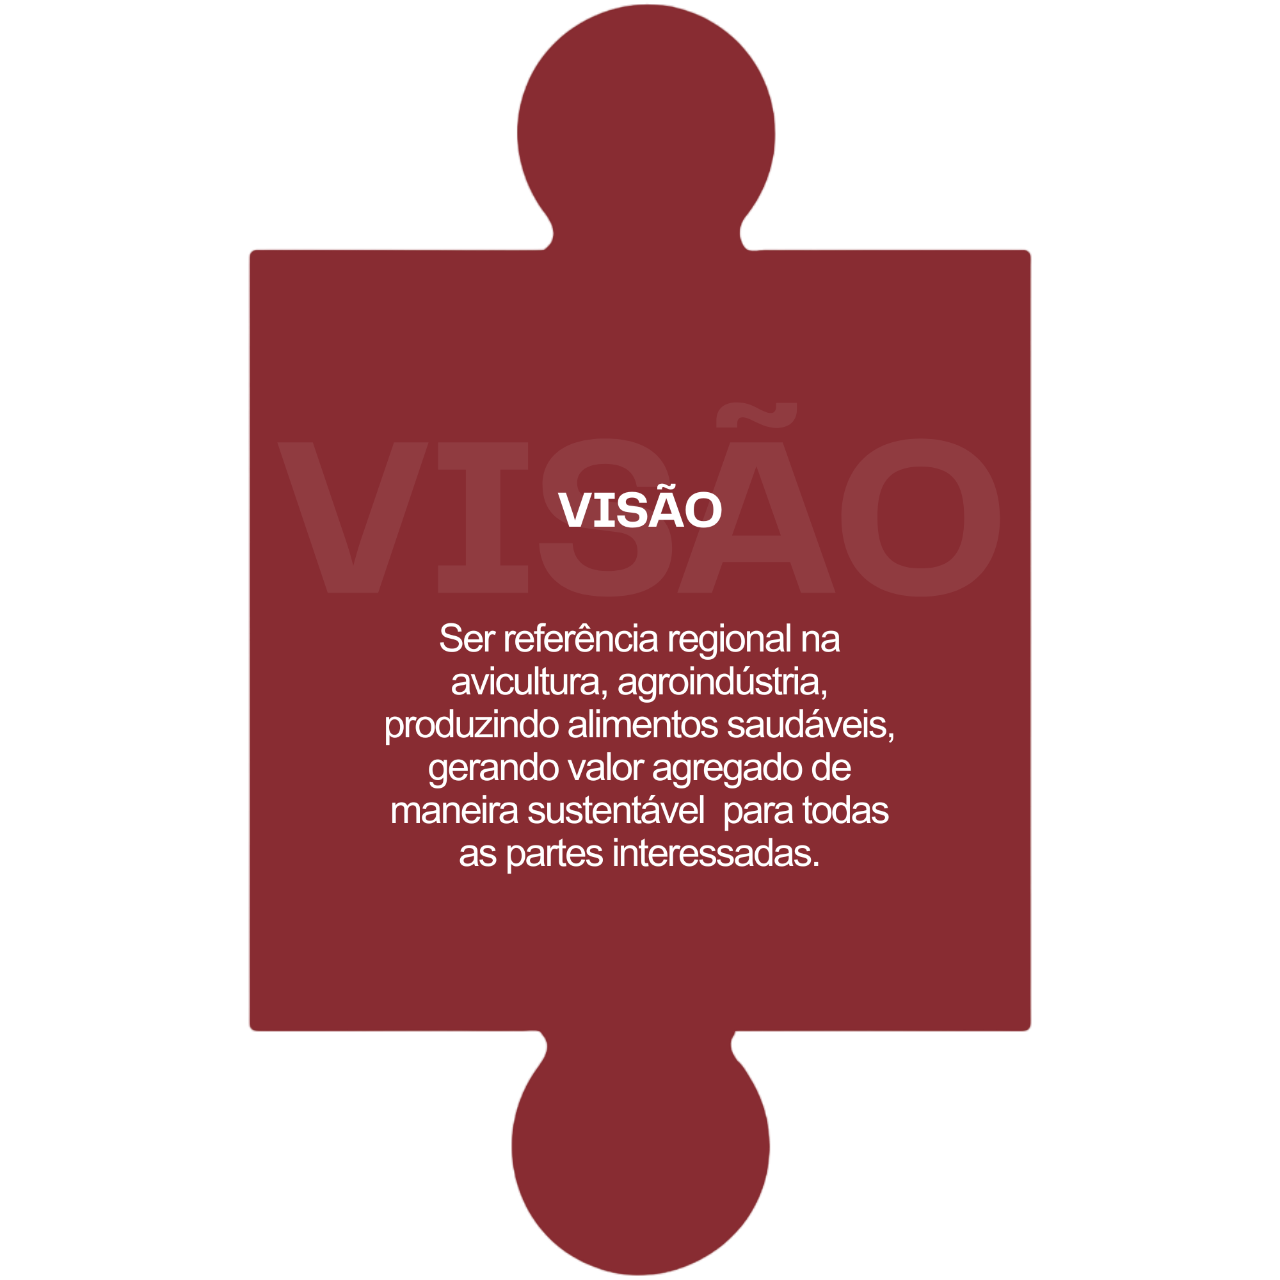 VISÃO
VISÃO
Ser referência regional na
avicultura, agroindústria,
produzindo alimentos saudáveis,
gerando valor agregado de
maneira sustentável  para todas
as partes interessadas.